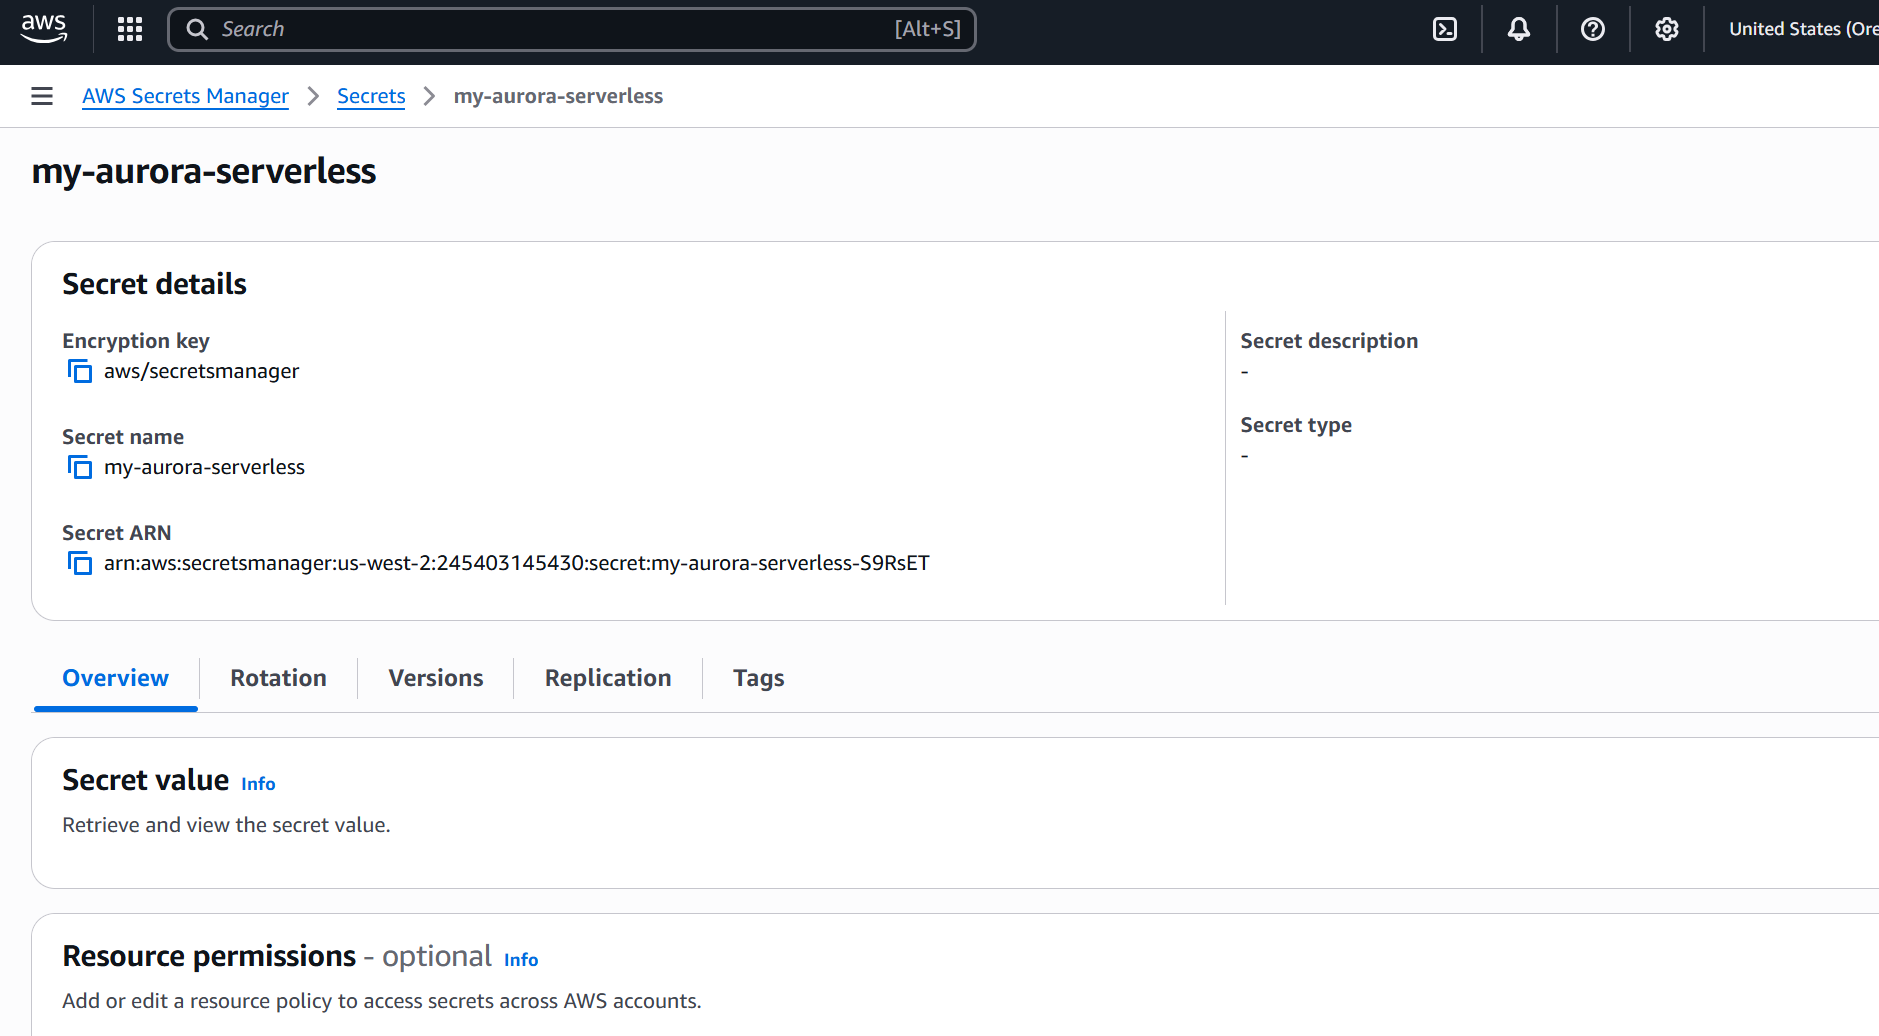 aws
Search [Alt+S]
United States (Ore
AWS Secrets Manager
Secrets
my-aurora-serverless
my-aurora-serverless
Secret details
Encryption key
aws/secretsmanager
Secret name
my-aurora-serverless
Secret ARN
arn:aws:secretsmanager:us-west-2:245403145430:secret:my-aurora-serverless-S9RsET
Secret description
-
Secret type
-
Overview
Rotation
Versions
Replication
Tags
Secret value Info
Retrieve and view the secret value.
Resource permissions - optional Info
Add or edit a resource policy to access secrets across AWS accounts.